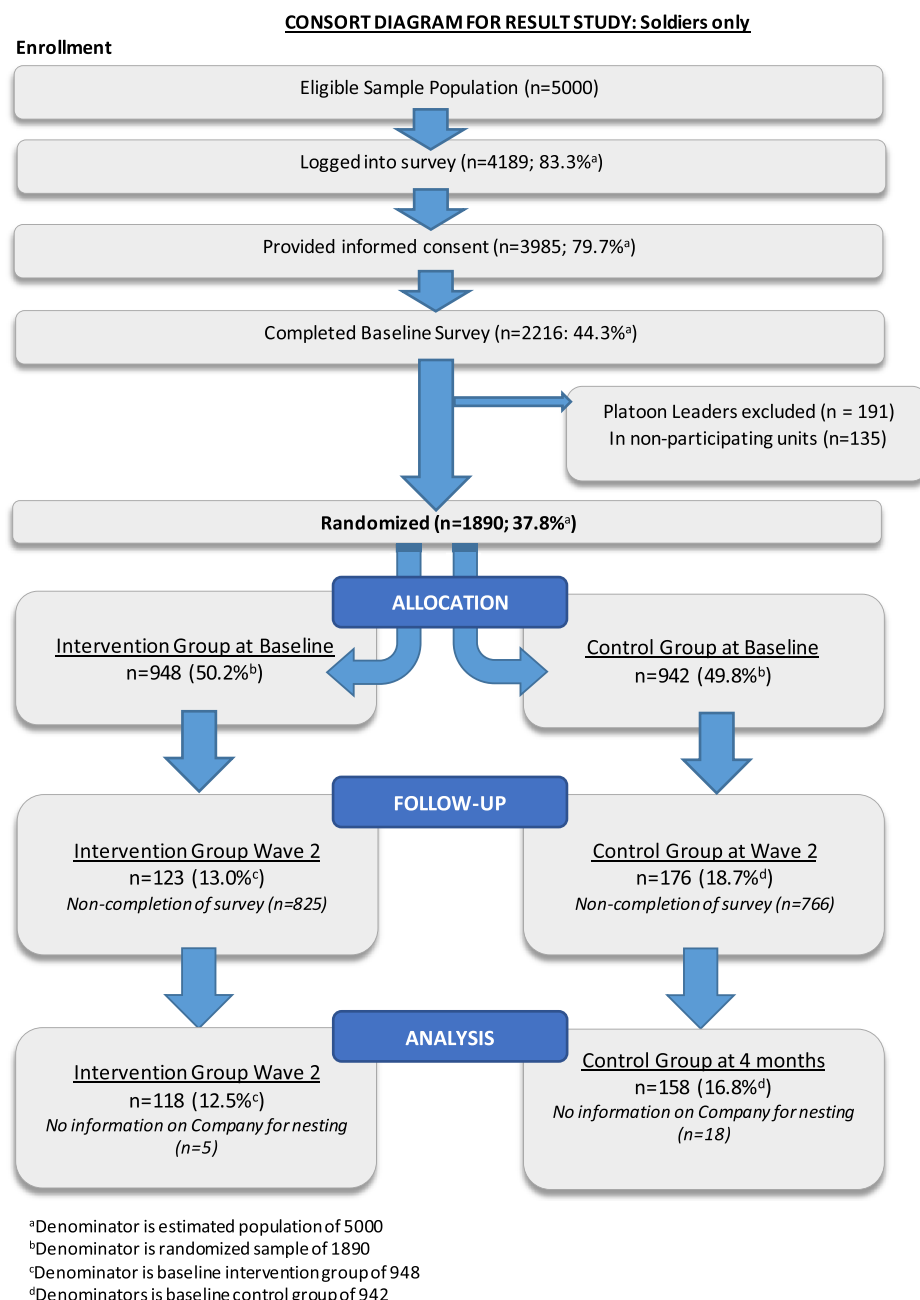 CONSORT DIAGRAM FOR RESULT STUDY: Soldiers only
Enrollment
Eligible Sample Population (n=5000)
Logged into survey (n=4189; 83.3%ᵃ)
Provided informed consent (n=3985; 79.7%ᵃ)
Completed Baseline Survey (n=2216: 44.3%ᵃ)
Platoon Leaders excluded (n = 191)
In non-participating units (n=135)
Randomized (n=1890; 37.8%ᵃ)
ALLOCATION
Intervention Group at Baseline
n=948 (50.2%ᵇ)
Control Group at Baseline
n=942 (49.8%ᵇ)
FOLLOW-UP
Intervention Group Wave 2
n=123 (13.0%ᶜ)
Non-completion of survey (n=825)
Control Group at Wave 2
n=176 (18.7%ᵈ)
Non-completion of survey (n=766)
ANALYSIS
Intervention Group Wave 2
n=118 (12.5%ᶜ)
No information on Company for nesting
(n=5)
Control Group at 4 months
n=158 (16.8%ᵈ)
No information on Company for nesting
(n=18)
ᵃDenominator is estimated population of 5000
ᵇDenominator is randomized sample of 1890
ᶜDenominator is baseline intervention group of 948
ᵈDenominators is baseline control group of 942